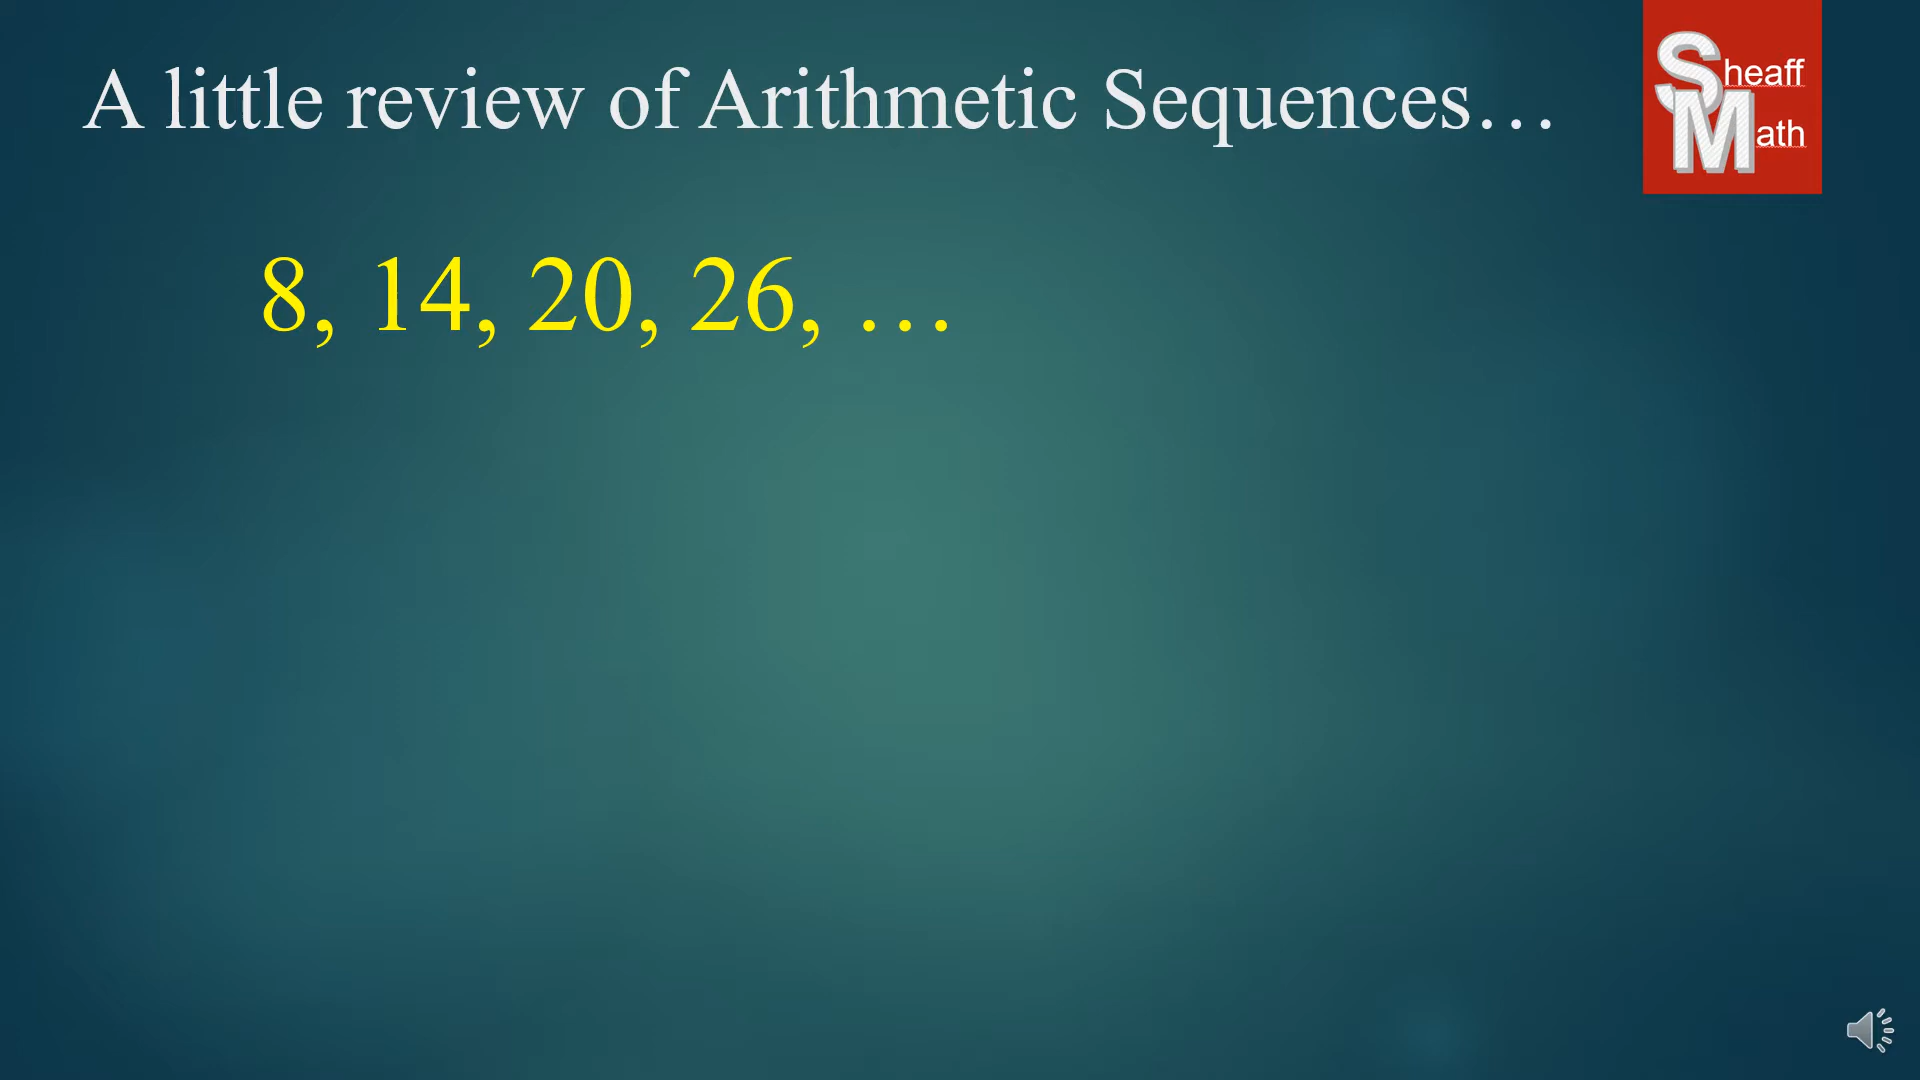 A little review of Arithmetic Sequences…
Sheaff
Math
8, 14, 20, 26, …